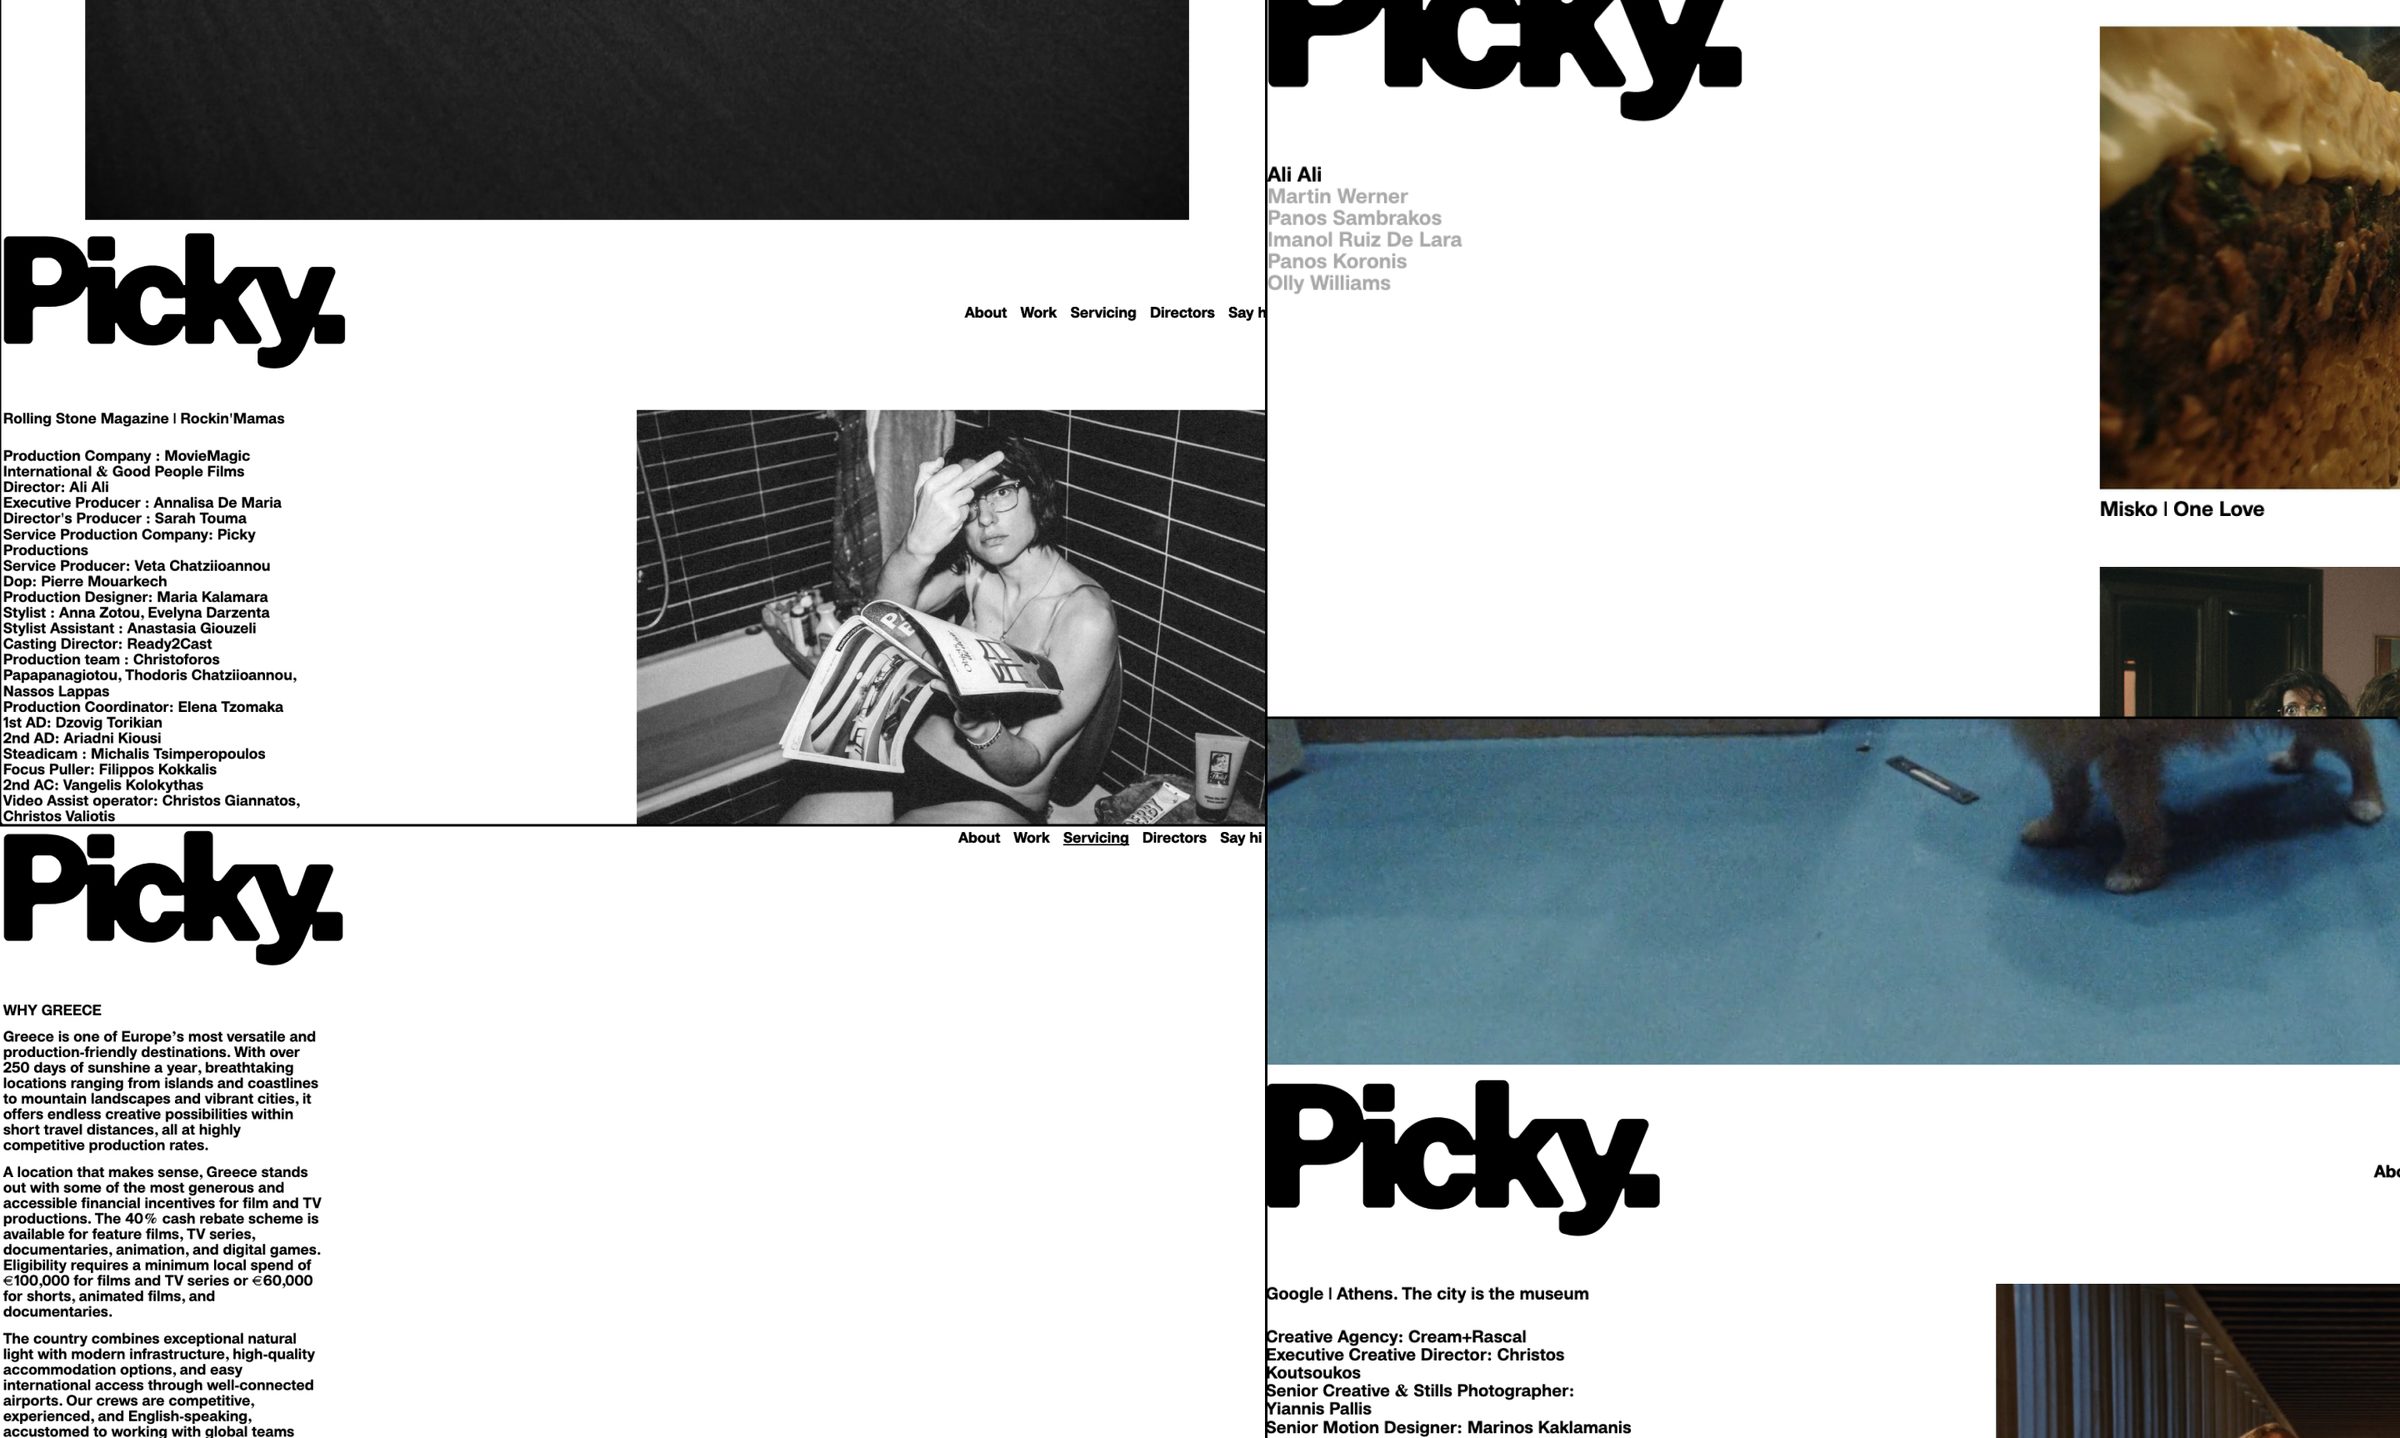 Picky.
About Work Servicing Directors Say h
Rolling Stone Magazine | Rockin'Mamas
Production Company : MovieMagic
International & Good People Films
Director: Ali Ali
Executive Producer : Annalisa De Maria
Director's Producer : Sarah Touma
Service Production Company: Picky
Productions
Service Producer: Veta Chatziioannou
Dop: Pierre Mouarkech
Production Designer: Maria Kalamara
Stylist : Anna Zotou, Evelyna Darzenta
Stylist Assistant : Anastasia Giouzeli
Casting Director: Ready2Cast
Production team : Christoforos
Papapanagiotou, Thodoris Chatziioannou,
Nassos Lappas
Production Coordinator: Elena Tzomaka
1st AD: Dzovig Torikian
2nd AD: Ariadni Kiousi
Steadicam : Michalis Tsimperopoulos
Focus Puller: Filippos Kokkalis
2nd AC: Vangelis Kolokythas
Video Assist operator: Christos Giannatos,
Christos Valiotis
Picky.
Ali Ali
Martin Werner
Panos Sambrakos
Imanol Ruiz De Lara
Panos Koronis
Olly Williams
Misko | One Love
Picky.
About Work Servicing Directors Say hi
WHY GREECE
Greece is one of Europe's most versatile and
production-friendly destinations. With over
250 days of sunshine a year, breathtaking
locations ranging from islands and coastlines
to mountain landscapes and vibrant cities, it
offers endless creative possibilities within
short travel distances, all at highly
competitive production rates.
A location that makes sense, Greece stands
out with some of the most generous and
accessible financial incentives for film and TV
productions. The 40% cash rebate scheme is
available for feature films, TV series,
documentaries, animation, and digital games.
Eligibility requires a minimum local spend of
€100,000 for films and TV series or €60,000
for shorts, animated films, and
documentaries.
The country combines exceptional natural
light with modern infrastructure, high-quality
accommodation options, and easy
international access through well-connected
airports. Our crews are competitive,
experienced, and English-speaking,
accustomed to working with global teams
Picky.
Abo
Google | Athens. The city is the museum
Creative Agency: Cream+Rascal
Executive Creative Director: Christos
Koutsoukos
Senior Creative & Stills Photographer:
Yiannis Pallis
Senior Motion Designer: Marinos Kaklamanis